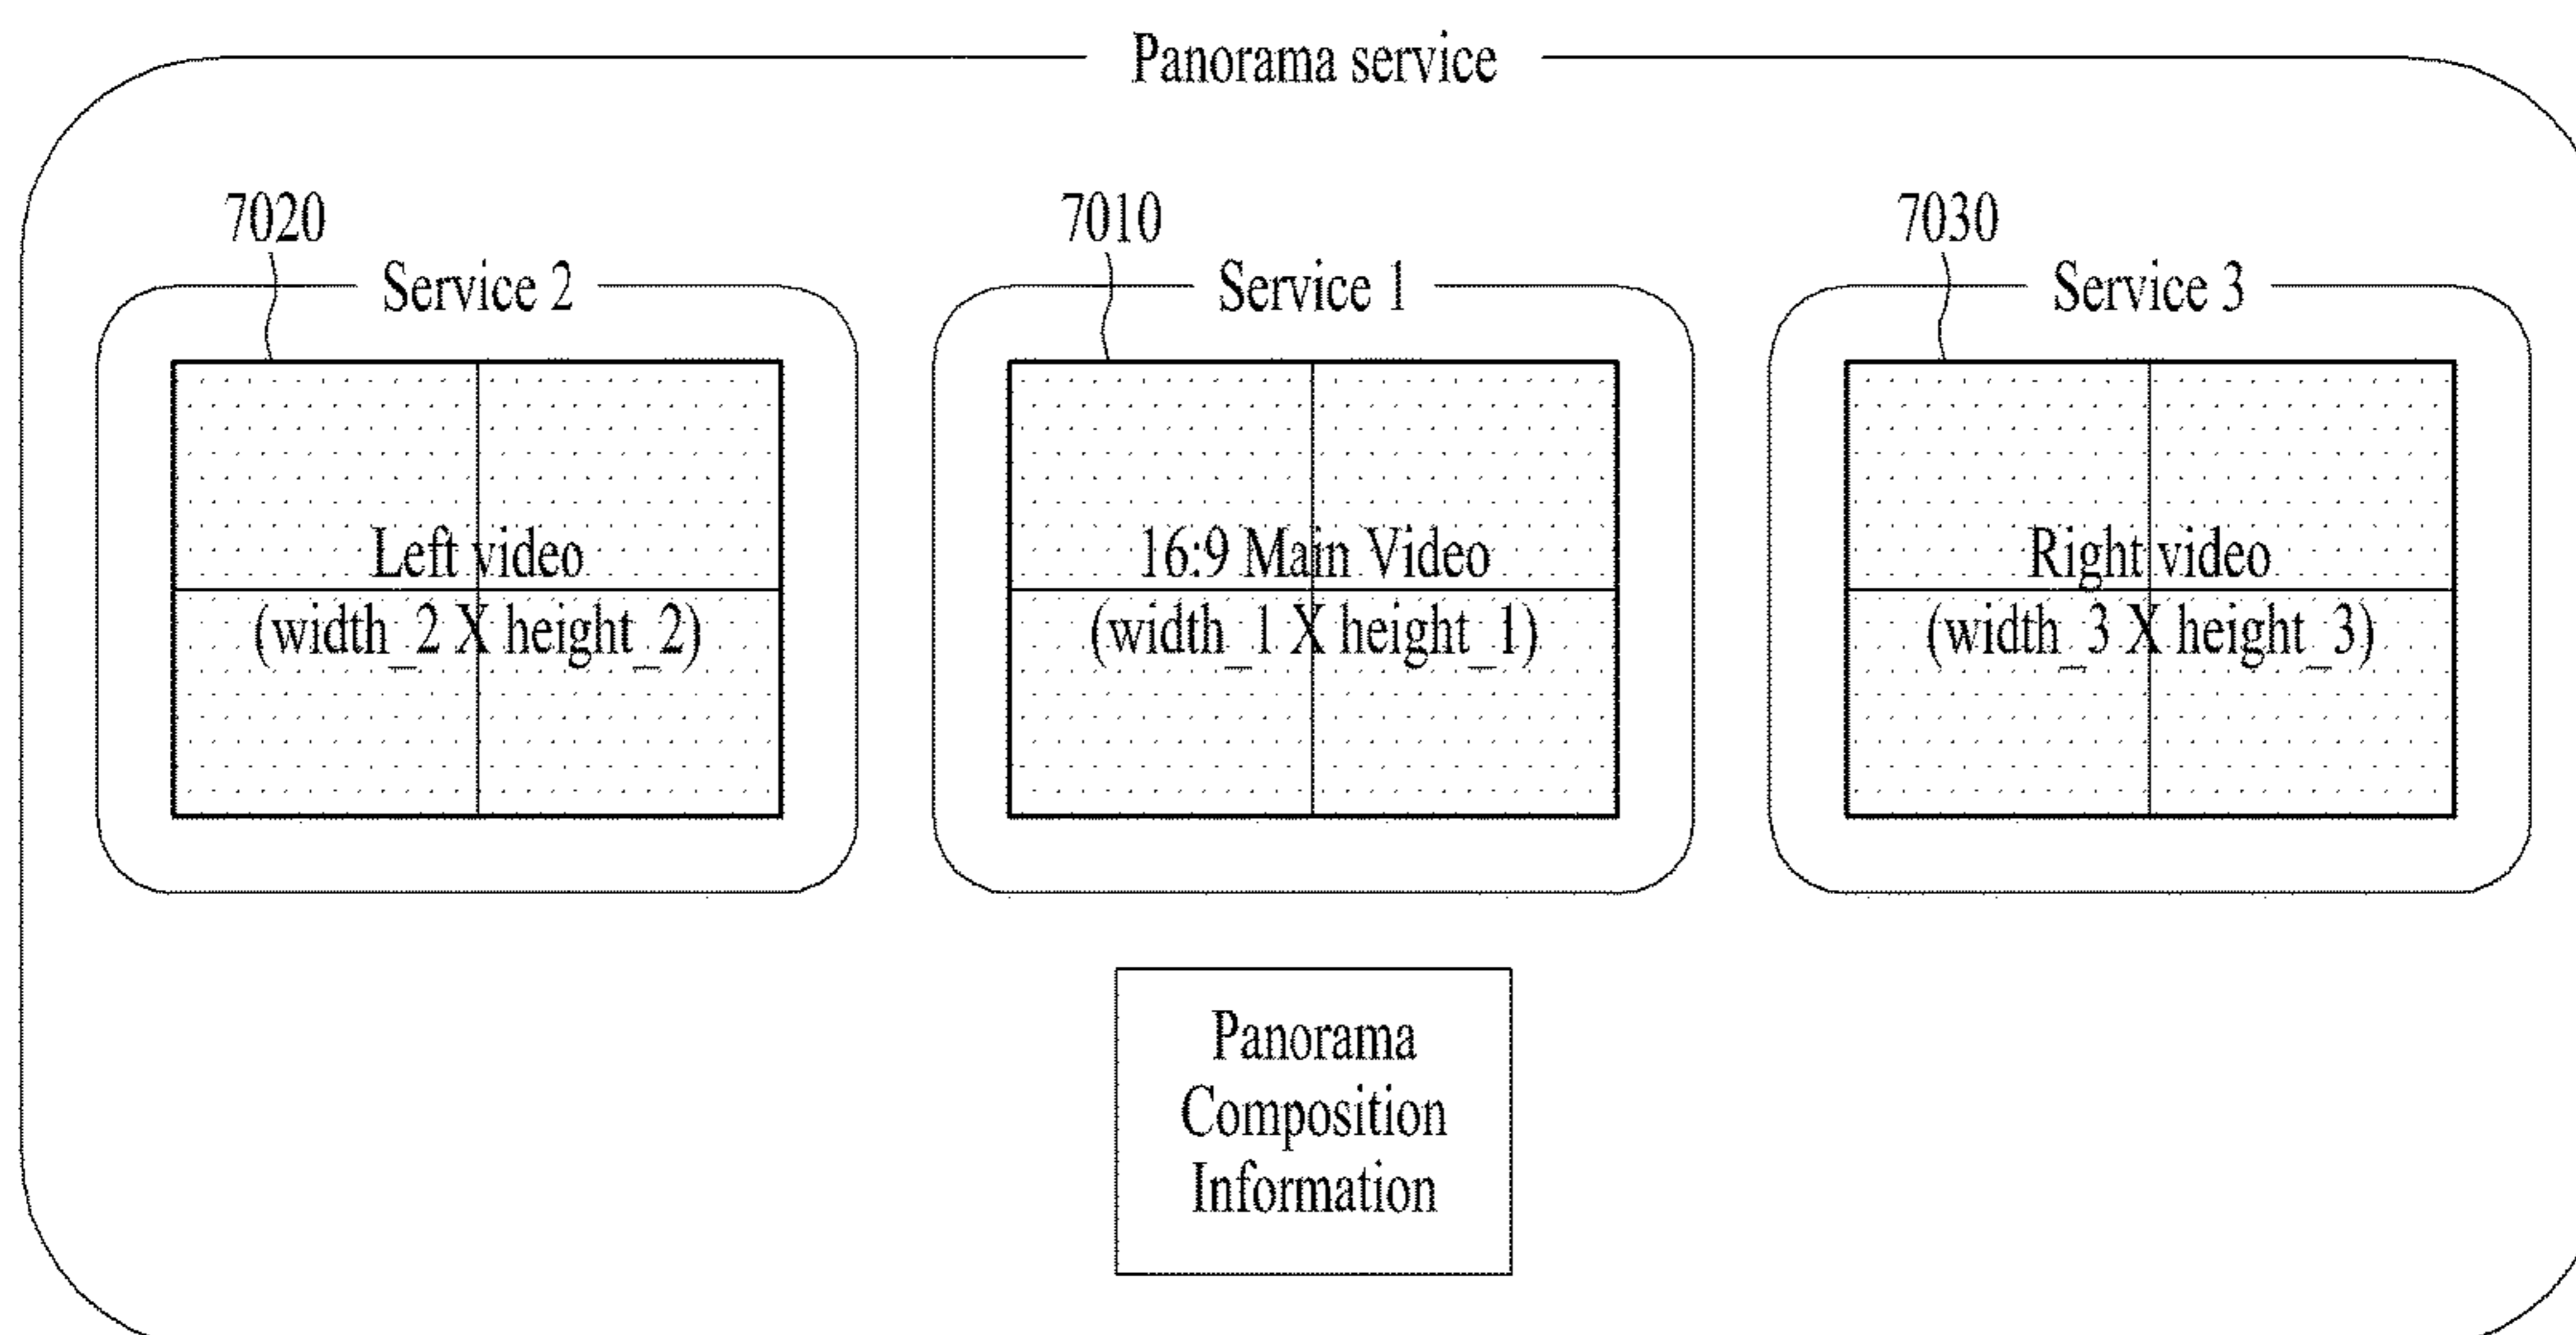 Panorama service
7020
7010
7030
Service 2
Service 1
Service 3
Left video
(width_2 X height_2)
16:9 Main Video
(width_1 X height_1)
Right video
(width_3 X height_3)
Panorama
Composition
Information